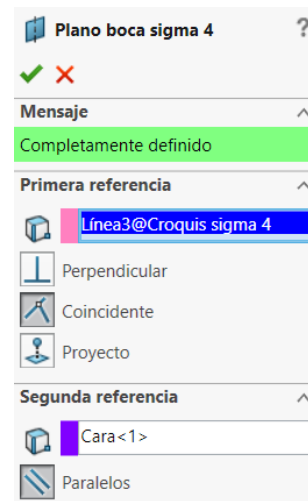 Plano boca sigma 4 ?
Mensaje
Completamente definido
Primera referencia
Línea3@Croquis sigma 4
Perpendicular
Coincidente
Proyecto
Segunda referencia
Cara<1>
Paralelos